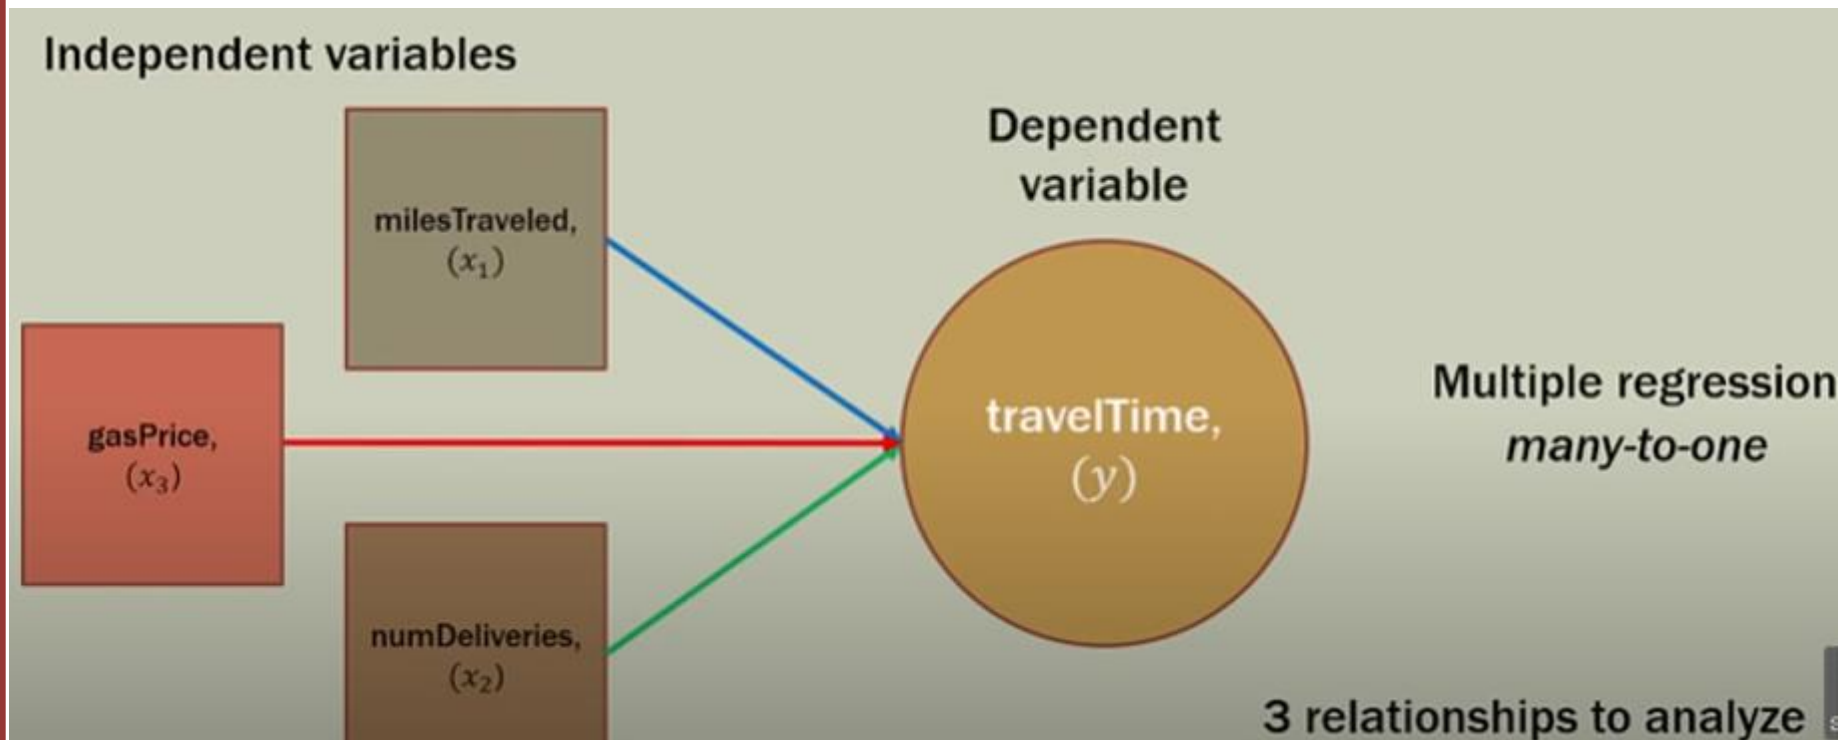 Independent variables
Dependent
variable
milesTraveled,
(x₁)
gasPrice,
(x₃)
travelTime,
(y)
Multiple regression
many-to-one
numDeliveries,
(x₂)
3 relationships to analyze